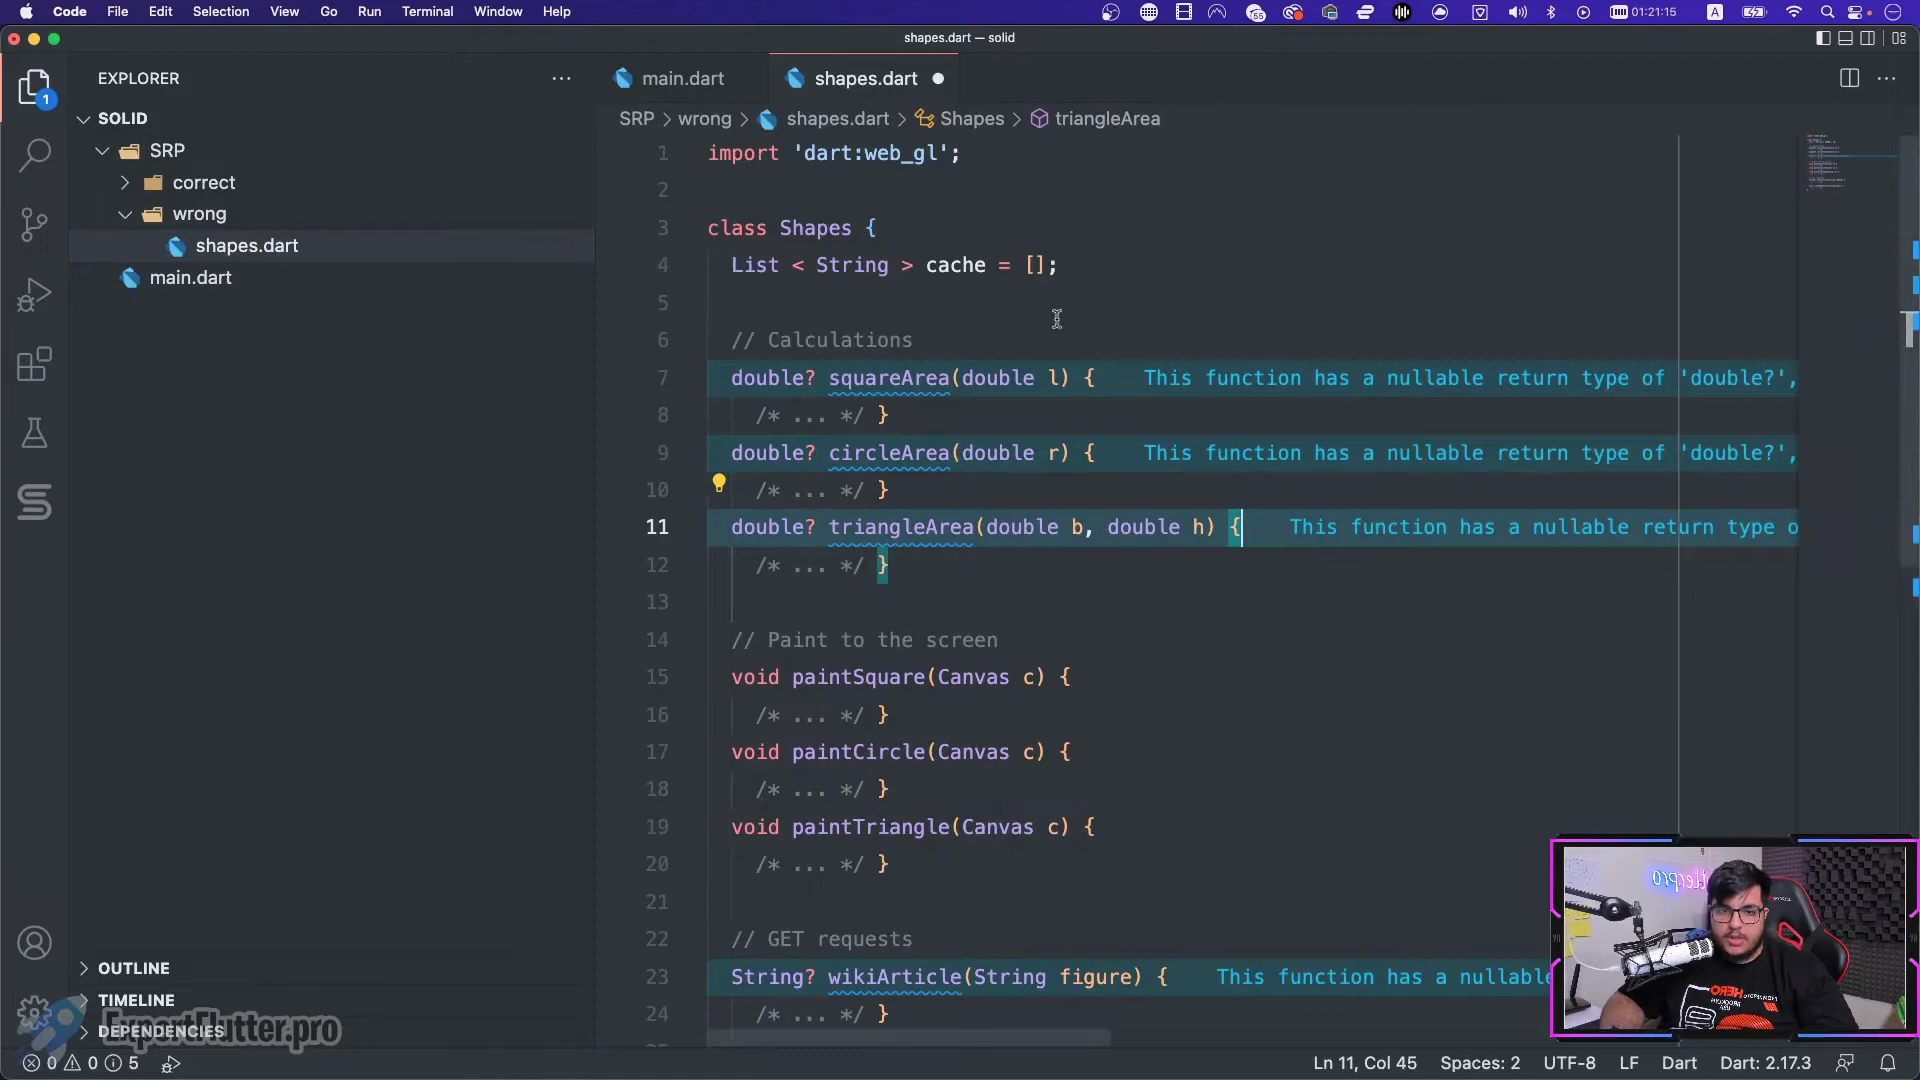 Code File Edit Selection View Go Run Terminal Window Help 55 01:21:15 A
shapes.dart — solid
EXPLORER
1
SOLID
SRP
correct
wrong
shapes.dart
main.dart
OUTLINE
TIMELINE
DEPENDENCIES
ExpertFlutter.pro
main.dart shapes.dart
SRP > wrong > shapes.dart > Shapes > triangleArea
1 import 'dart:web_gl';
2
3 class Shapes {
4 List < String > cache = [];
5
6 // Calculations
7 double? squareArea(double l) { This function has a nullable return type of 'double?',
8 /* ... */ }
9 double? circleArea(double r) { This function has a nullable return type of 'double?',
10 /* ... */ }
11 double? triangleArea(double b, double h) { This function has a nullable return type o
12 /* ... */ }
13
14 // Paint to the screen
15 void paintSquare(Canvas c) {
16 /* ... */ }
17 void paintCircle(Canvas c) {
18 /* ... */ }
19 void paintTriangle(Canvas c) {
20 /* ... */ }
21
22 // GET requests
23 String? wikiArticle(String figure) { This function has a nullable
24 /* ... */ }
0 0 5 Ln 11, Col 45 Spaces: 2 UTF-8 LF Dart Dart: 2.17.3